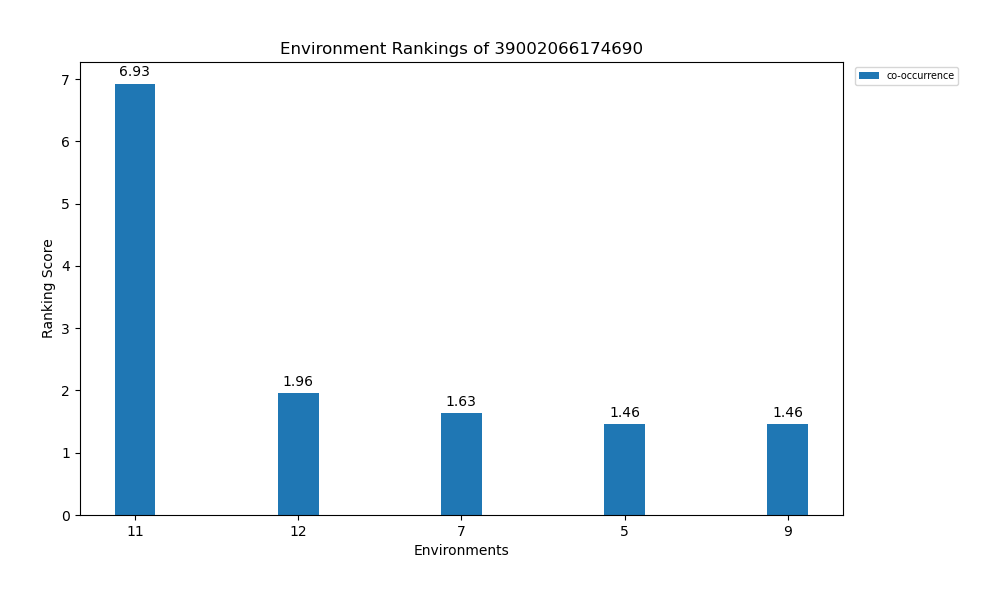 Environment Rankings of 39002066174690
co-occurrence
Ranking Score
7
6
5
4
3
2
1
0
6.93
1.96
1.63
1.46
1.46
11 12 7 5 9
Environments